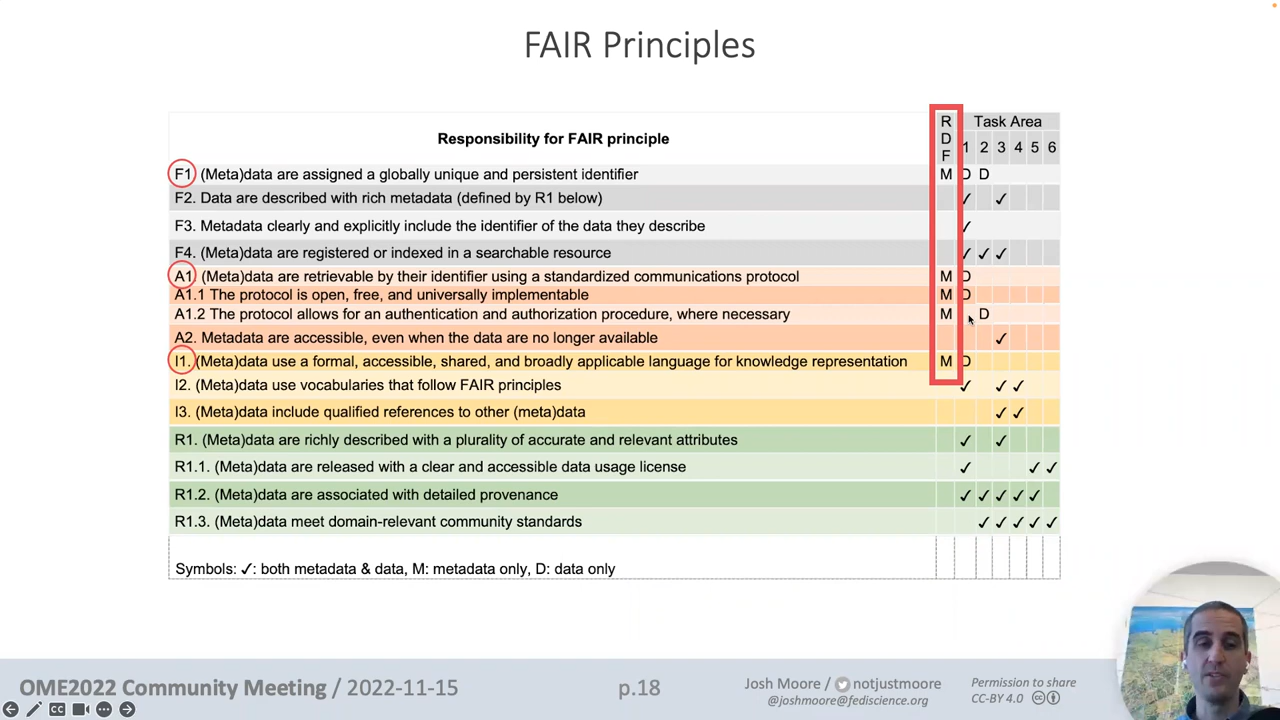 FAIR Principles
Responsibility for FAIR principle
R
D
F
Task Area
1 2 3 4 5 6
F1 (Meta)data are assigned a globally unique and persistent identifier M D D
F2. Data are described with rich metadata (defined by R1 below) ✓ ✓
F3. Metadata clearly and explicitly include the identifier of the data they describe ✓
F4. (Meta)data are registered or indexed in a searchable resource ✓ ✓ ✓
A1 (Meta)data are retrievable by their identifier using a standardized communications protocol M D
A1.1 The protocol is open, free, and universally implementable M D
A1.2 The protocol allows for an authentication and authorization procedure, where necessary M D
A2. Metadata are accessible, even when the data are no longer available ✓
I1. (Meta)data use a formal, accessible, shared, and broadly applicable language for knowledge representation M D
I2. (Meta)data use vocabularies that follow FAIR principles ✓ ✓ ✓
I3. (Meta)data include qualified references to other (meta)data ✓ ✓
R1. (Meta)data are richly described with a plurality of accurate and relevant attributes ✓ ✓
R1.1. (Meta)data are released with a clear and accessible data usage license ✓ ✓ ✓
R1.2. (Meta)data are associated with detailed provenance ✓ ✓ ✓ ✓ ✓
R1.3. (Meta)data meet domain-relevant community standards ✓ ✓ ✓ ✓ ✓
Symbols: ✓: both metadata & data, M: metadata only, D: data only
OME2022 Community Meeting / 2022-11-15
p.18
Josh Moore / notjustmoore
@joshmoore@fediscience.org
Permission to share
CC-BY 4.0
CC